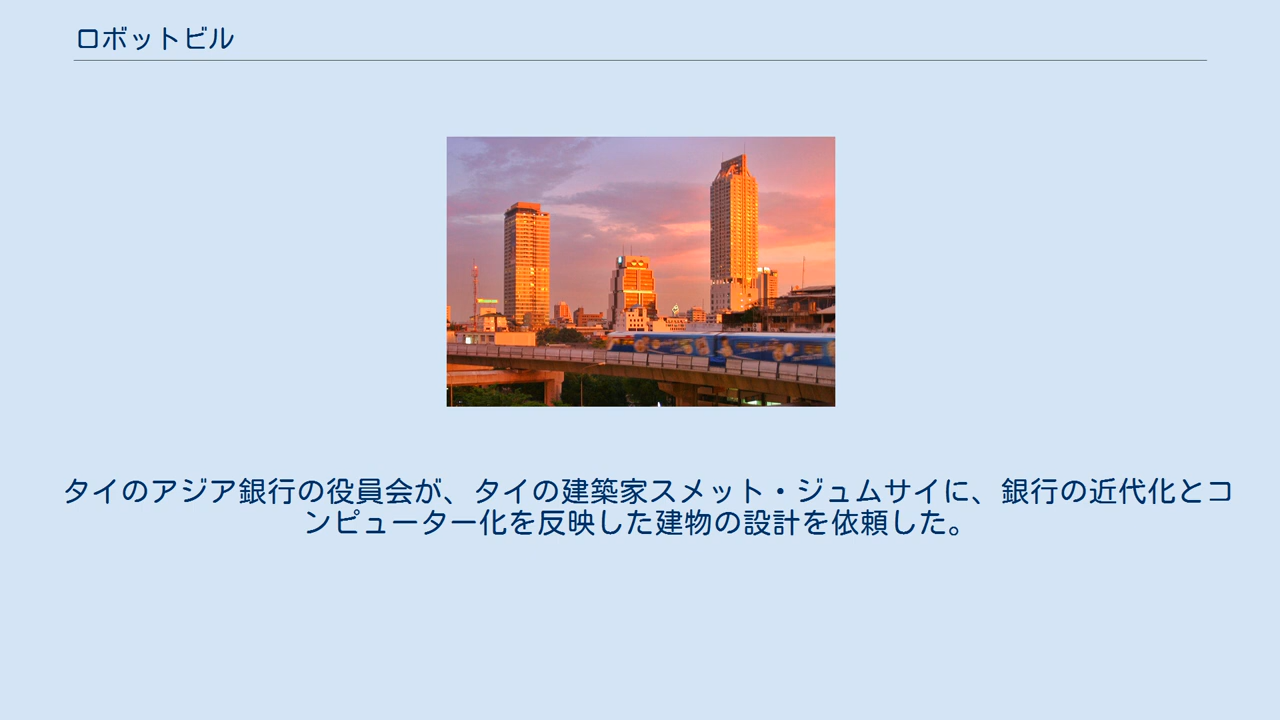 ロボットビル
タイのアジア銀行の役員会が、タイの建築家スメット・ジュムサイに、銀行の近代化とコ
ンピューター化を反映した建物の設計を依頼した。